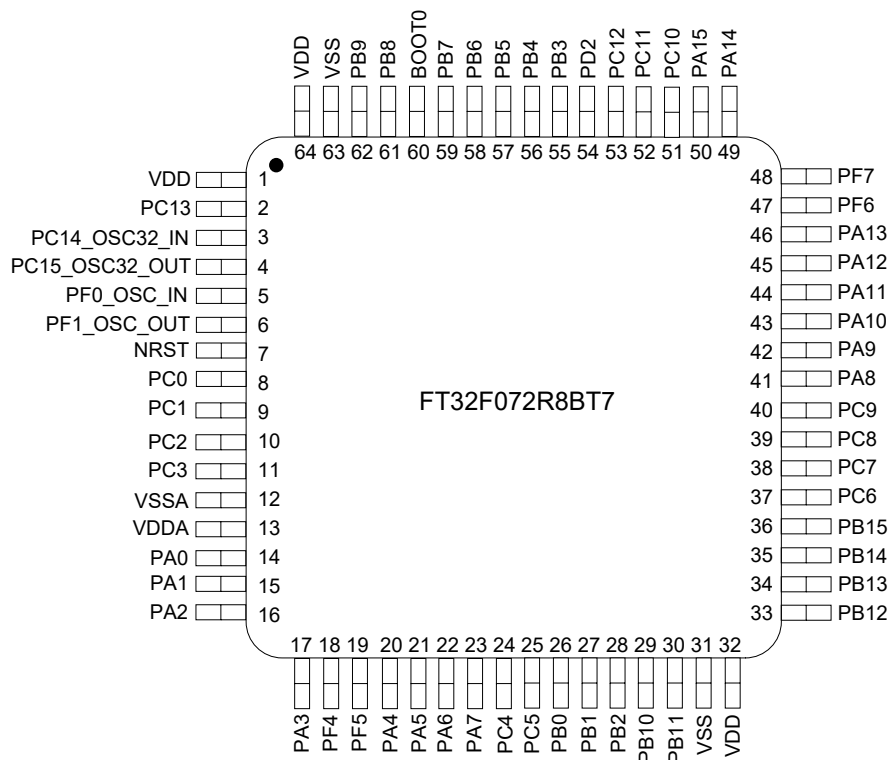 VDD
VSS
PB9
PB8
BOOT0
PB7
PB6
PB5
PB4
PB3
PD2
PC12
PC11
PC10
PA15
PA14
64 63 62 61 60 59 58 57 56 55 54 53 52 51 50 49
VDD 1
PC13 2
PC14_OSC32_IN 3
PC15_OSC32_OUT 4
PF0_OSC_IN 5
PF1_OSC_OUT 6
NRST 7
PC0 8
PC1 9
PC2 10
PC3 11
VSSA 12
VDDA 13
PA0 14
PA1 15
PA2 16
FT32F072R8BT7
48 PF7
47 PF6
46 PA13
45 PA12
44 PA11
43 PA10
42 PA9
41 PA8
40 PC9
39 PC8
38 PC7
37 PC6
36 PB15
35 PB14
34 PB13
33 PB12
17 18 19 20 21 22 23 24 25 26 27 28 29 30 31 32
PA3
PF4
PF5
PA4
PA5
PA6
PA7
PC4
PC5
PB0
PB1
PB2
PB10
PB11
VSS
VDD